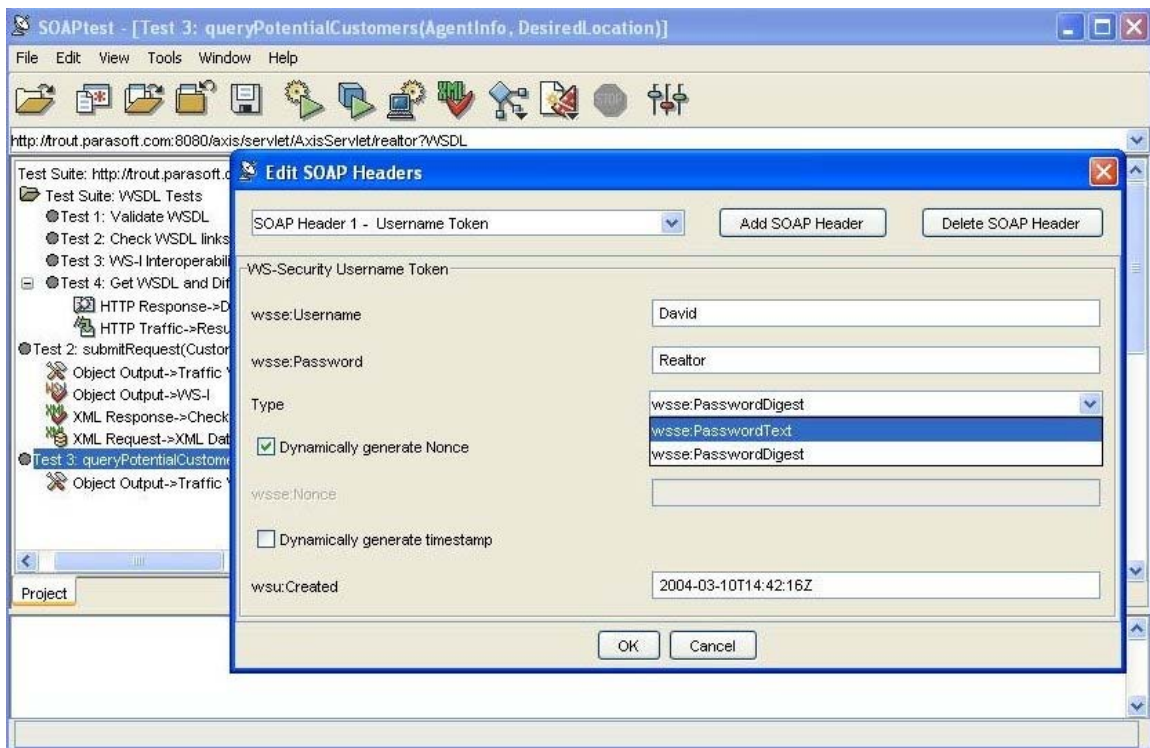 SOAPtest - [Test 3: queryPotentialCustomers(AgentInfo, DesiredLocation)]
File Edit View Tools Window Help
XML
STOP
http://trout.parasoft.com:8080/axis/servlet/AxisServlet/realtor?WSDL
Test Suite: http://trout.parasoft.c
Test Suite: WSDL Tests
Test 1: Validate WSDL
Test 2: Check WSDL links
Test 3: WS-I Interoperabili
Test 4: Get WSDL and Dif
HTTP Response->D
HTTP Traffic->Resu
Test 2: submitRequest(Custor
Object Output->Traffic
Object Output->WS-I
XML Response->Check
XML Request->XML Dat
Test 3: queryPotentialCustome
Object Output->Traffic
Project
Edit SOAP Headers
SOAP Header 1 - Username Token
Add SOAP Header
Delete SOAP Header
WS-Security Username Token
wsse:Username
David
wsse:Password
Realtor
Type
wsse:PasswordDigest
wsse:PasswordText
wsse:PasswordDigest
Dynamically generate Nonce
wsse:Nonce
Dynamically generate timestamp
wsu:Created
2004-03-10T14:42:16Z
OK
Cancel